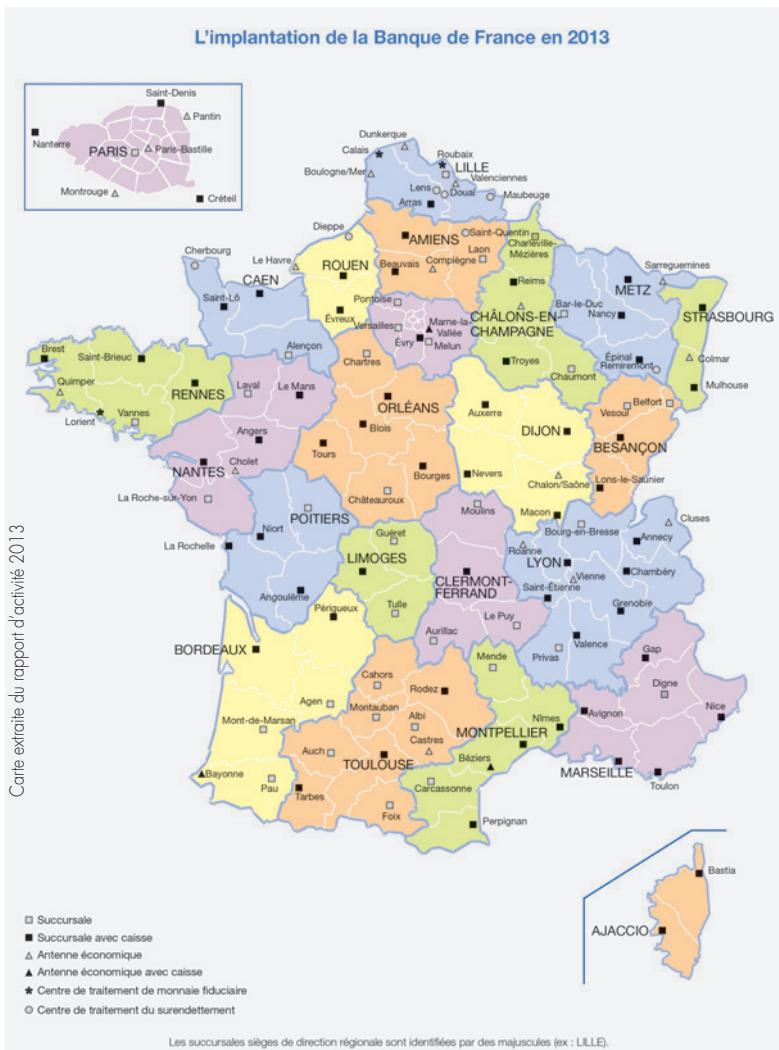 L'implantation de la Banque de France en 2013
Saint-Denis
Pantin
Nanterre
PARIS
Paris-Bastille
Montrouge
Créteil
Dunkerque
Calais
Roubaix
LILLE
Boulogne/Mer
Valenciennes
Lens
Douai
Maubeuge
Arras
Dieppe
AMIENS
Saint-Quentin
Charleville-
Mézières
Cherbourg
Laon
Le Havre
ROUEN
Beauvais
Compiègne
Sarreguemines
CAEN
Reims
METZ
Saint-Lô
Pontoise
Bar-le-Duc
Évreux
Versailles
Marne-la-
Vallée
CHÂLONS-EN-
CHAMPAGNE
Nancy
STRASBOURG
Évry
Melun
Brest
Saint-Brieuc
Alençon
Chartres
Troyes
Épinal
Remiremont
Colmar
Quimper
RENNES
Laval
Le Mans
Chaumont
Mulhouse
Lorient
Vannes
ORLÉANS
Auxerre
Vesoul
Belfort
Angers
Blois
DIJON
BESANÇON
NANTES
Cholet
Tours
Bourges
Nevers
Chalon/Saône
Lons-le-Saunier
La Roche-sur-Yon
Châteauroux
POITIERS
Moulins
Macon
Bourg-en-Bresse
Cluses
Niort
Guéret
Roanne
Annecy
La Rochelle
LIMOGES
LYON
CLERMONT-
FERRAND
Vienne
Chambéry
Saint-Étienne
Angoulême
Tulle
Grenoble
Périgueux
Le Puy
Aurillac
Valence
BORDEAUX
Privas
Mende
Gap
Cahors
Rodez
Digne
Agen
Montauban
Albi
Nîmes
Avignon
Nice
Mont-de-Marsan
Castres
MONTPELLIER
Auch
TOULOUSE
Béziers
MARSEILLE
Bayonne
Carcassonne
Toulon
Pau
Tarbes
Foix
Perpignan
Bastia
AJACCIO
Carte extraite du rapport d'activité 2013
Succursale
Succursale avec caisse
Antenne économique
Antenne économique avec caisse
Centre de traitement de monnaie fiduciaire
Centre de traitement du surendettement
Les succursales sièges de direction régionale sont identifiées par des majuscules (ex : LILLE).